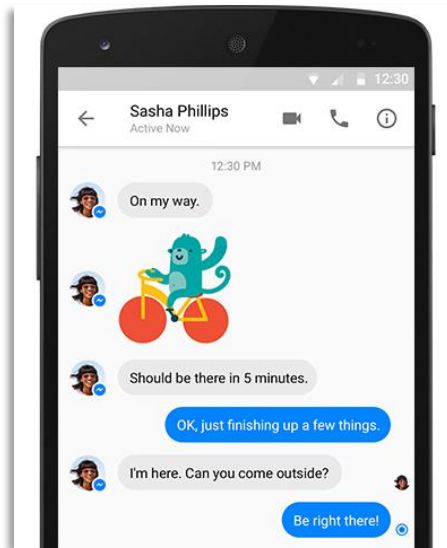 12:30
Sasha Phillips
Active Now
12:30 PM
On my way.
Should be there in 5 minutes.
OK, just finishing up a few things.
I'm here. Can you come outside?
Be right there!